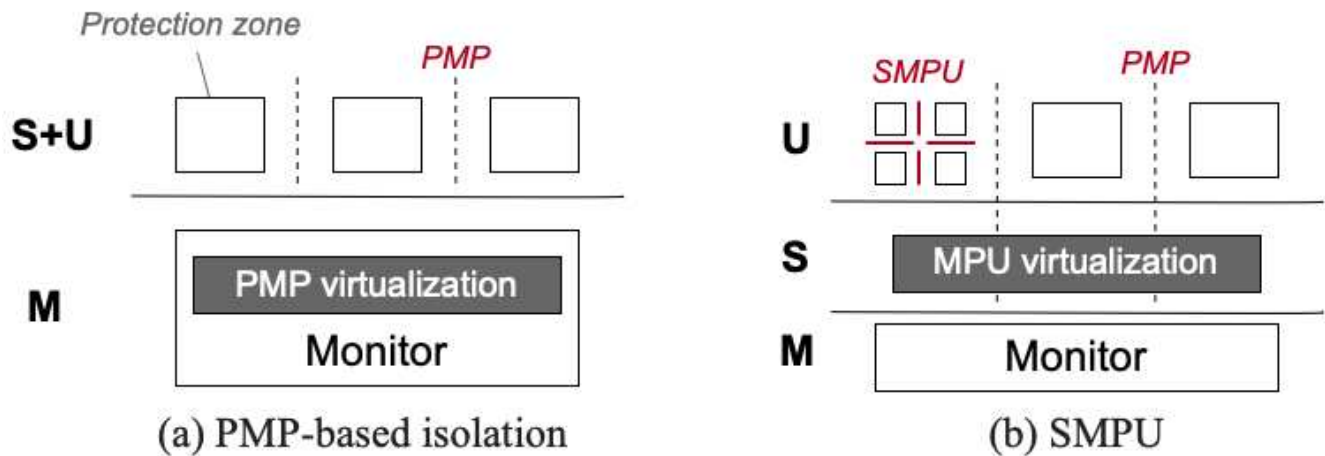 Protection zone
PMP
S+U
PMP virtualization
M
Monitor
(a) PMP-based isolation
SMPU
PMP
U
S
MPU virtualization
M
Monitor
(b) SMPU